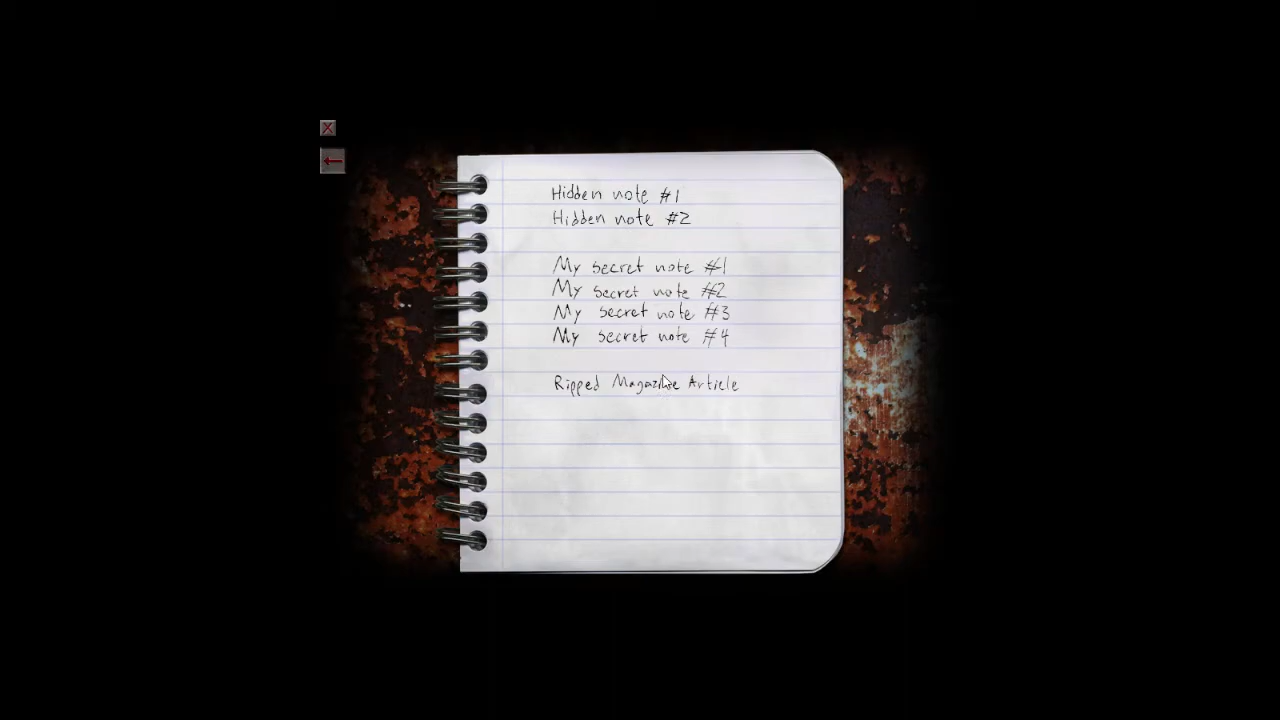 Hidden note #1
Hidden note #2
My secret note #1
My secret note #2
My secret note #3
My secret note #4
Ripped Magazine Article